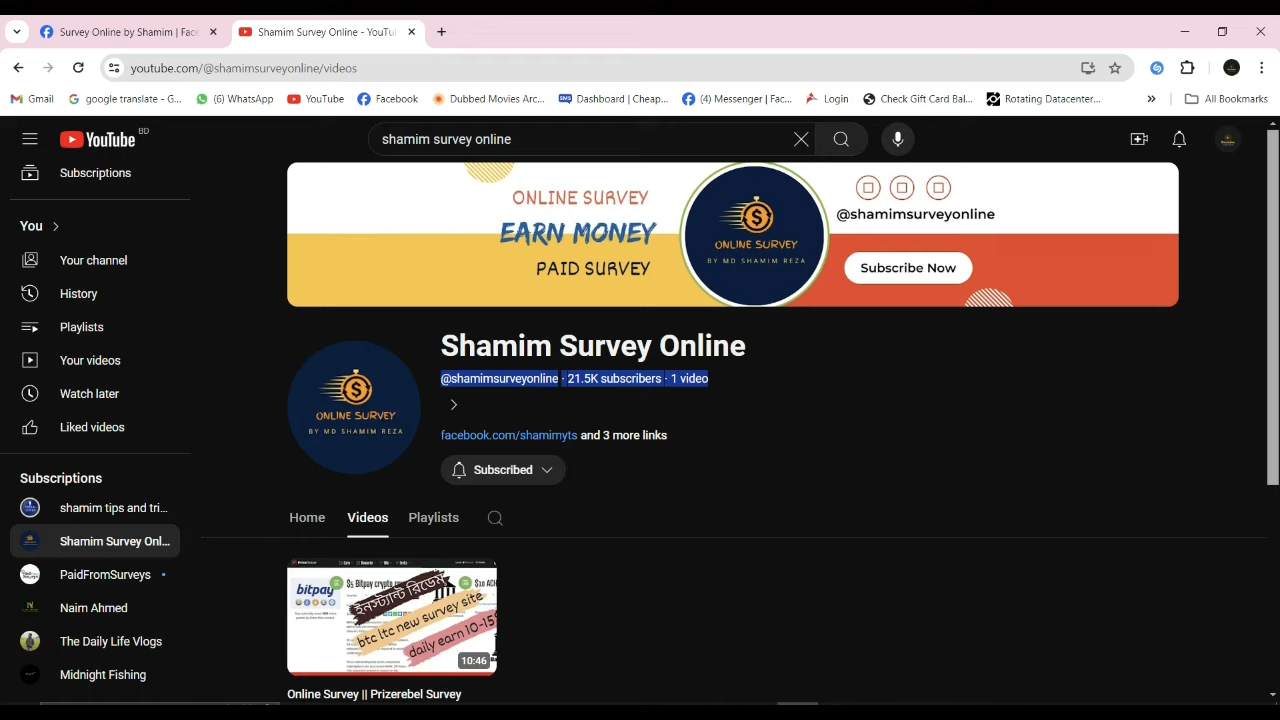 Survey Online by Shamim | Fac
Shamim Survey Online - YouTu
youtube.com/@shamimsurveyonline/videos
Gmail
google translate - G...
(6) WhatsApp
YouTube
Facebook
Dubbed Movies Arc...
SMS
Dashboard | Cheap...
(4) Messenger | Fac...
Login
Check Gift Card Bal...
Rotating Datacenter...
»
All Bookmarks
YouTube
BD
shamim survey online
Subscriptions
You
Your channel
History
Playlists
Your videos
Watch later
Liked videos
Subscriptions
shamim tips and tri...
Shamim Survey Onl...
PaidFromSurveys
Naim Ahmed
The Daily Life Vlogs
Midnight Fishing
ONLINE SURVEY
EARN MONEY
PAID SURVEY
ONLINE SURVEY
BY MD SHAMIM REZA
@shamimsurveyonline
Subscribe Now
ONLINE SURVEY
BY MD SHAMIM REZA
Shamim Survey Online
@shamimsurveyonline · 21.5K subscribers · 1 video
facebook.com/shamimyts and 3 more links
Subscribed
Home
Videos
Playlists
bitpay
$5 Bitpay crypto
ইনস্ট্যান্ট রিডেম
btc ltc new survey site
daily earn 10-15$
10:46
Online Survey || Prizerebel Survey